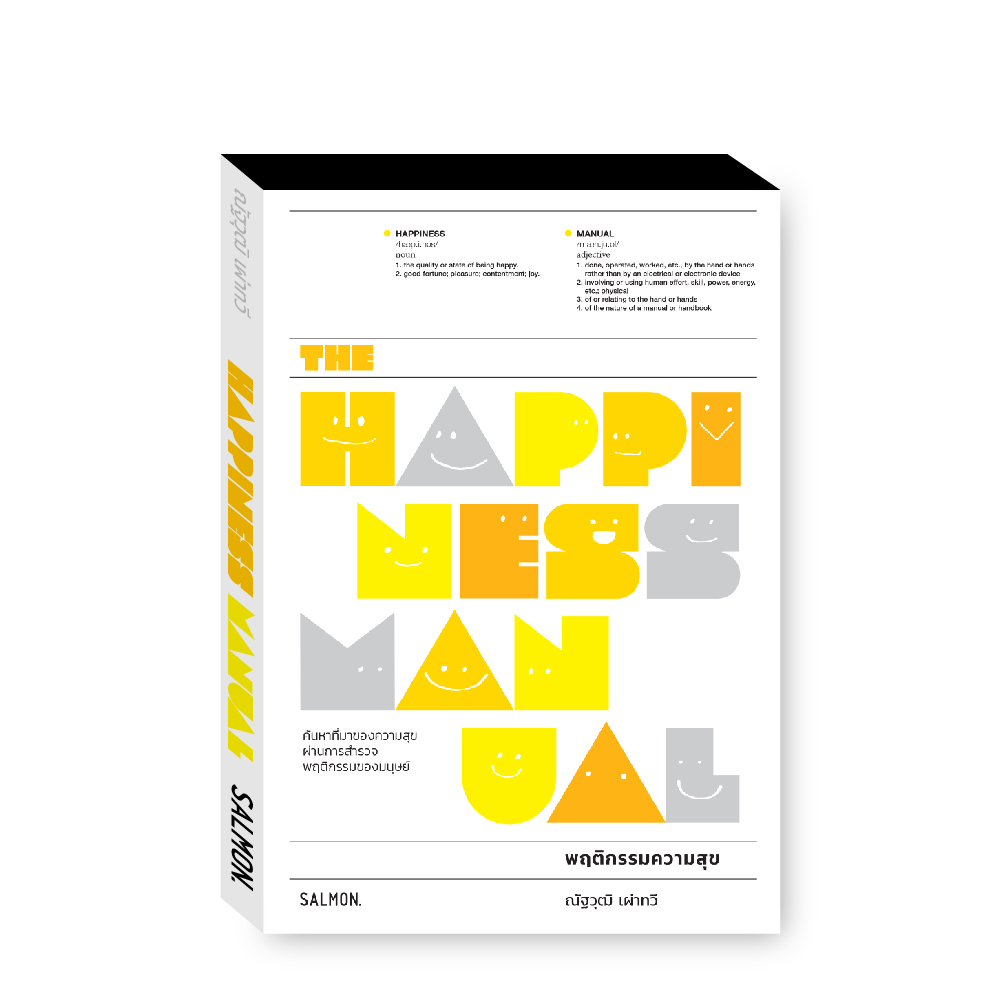 HAPPINESS
/ˈhæpi.nəs/
noun
1. the quality or state of being happy.
2. good fortune; pleasure; contentment; joy.
MANUAL
/ˈmæn.ju.əl/
adjective
1. done, operated, worked, etc., by the hand or hands
rather than by an electrical or electronic device
2. involving or using human effort, skill, power, energy,
etc.; physical
3. of or relating to the hand or hands
4. of the nature of a manual or handbook
THE
HAPPI
NESS
MAN
UAL
ค้นหาที่มาของความสุข
ผ่านการสำรวจ
พฤติกรรมของมนุษย์
พฤติกรรมความสุข
SALMON.
ณัฐวุฒิ เผ่าทวี
ณัฐวุฒิ เผ่าทวี
HAPPINESS MANUAL
SALMON.